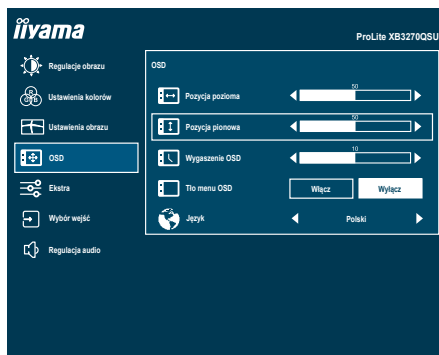 iiyama
ProLite XB3270QSU
Regulacje obrazu
Ustawienia kolorów
Ustawienia obrazu
OSD
Ekstra
Wybór wejść
Regulacja audio
OSD
Pozycja pozioma
50
Pozycja pionowa
50
Wygaszenie OSD
10
Tło menu OSD
Włącz
Wyłącz
Język
Polski